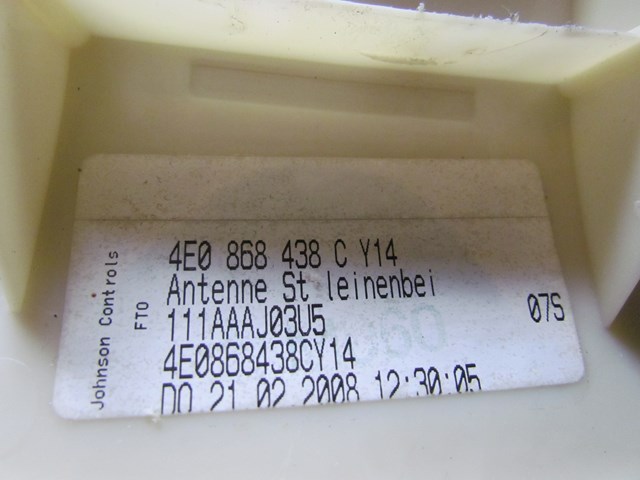 4E0 868 438 C Y14
Antenne St leinenbei
111AAAJ03U5
07S
4E0868438CY14
DO 21 02 2008 12:30:05
Johnson Controls
FTO